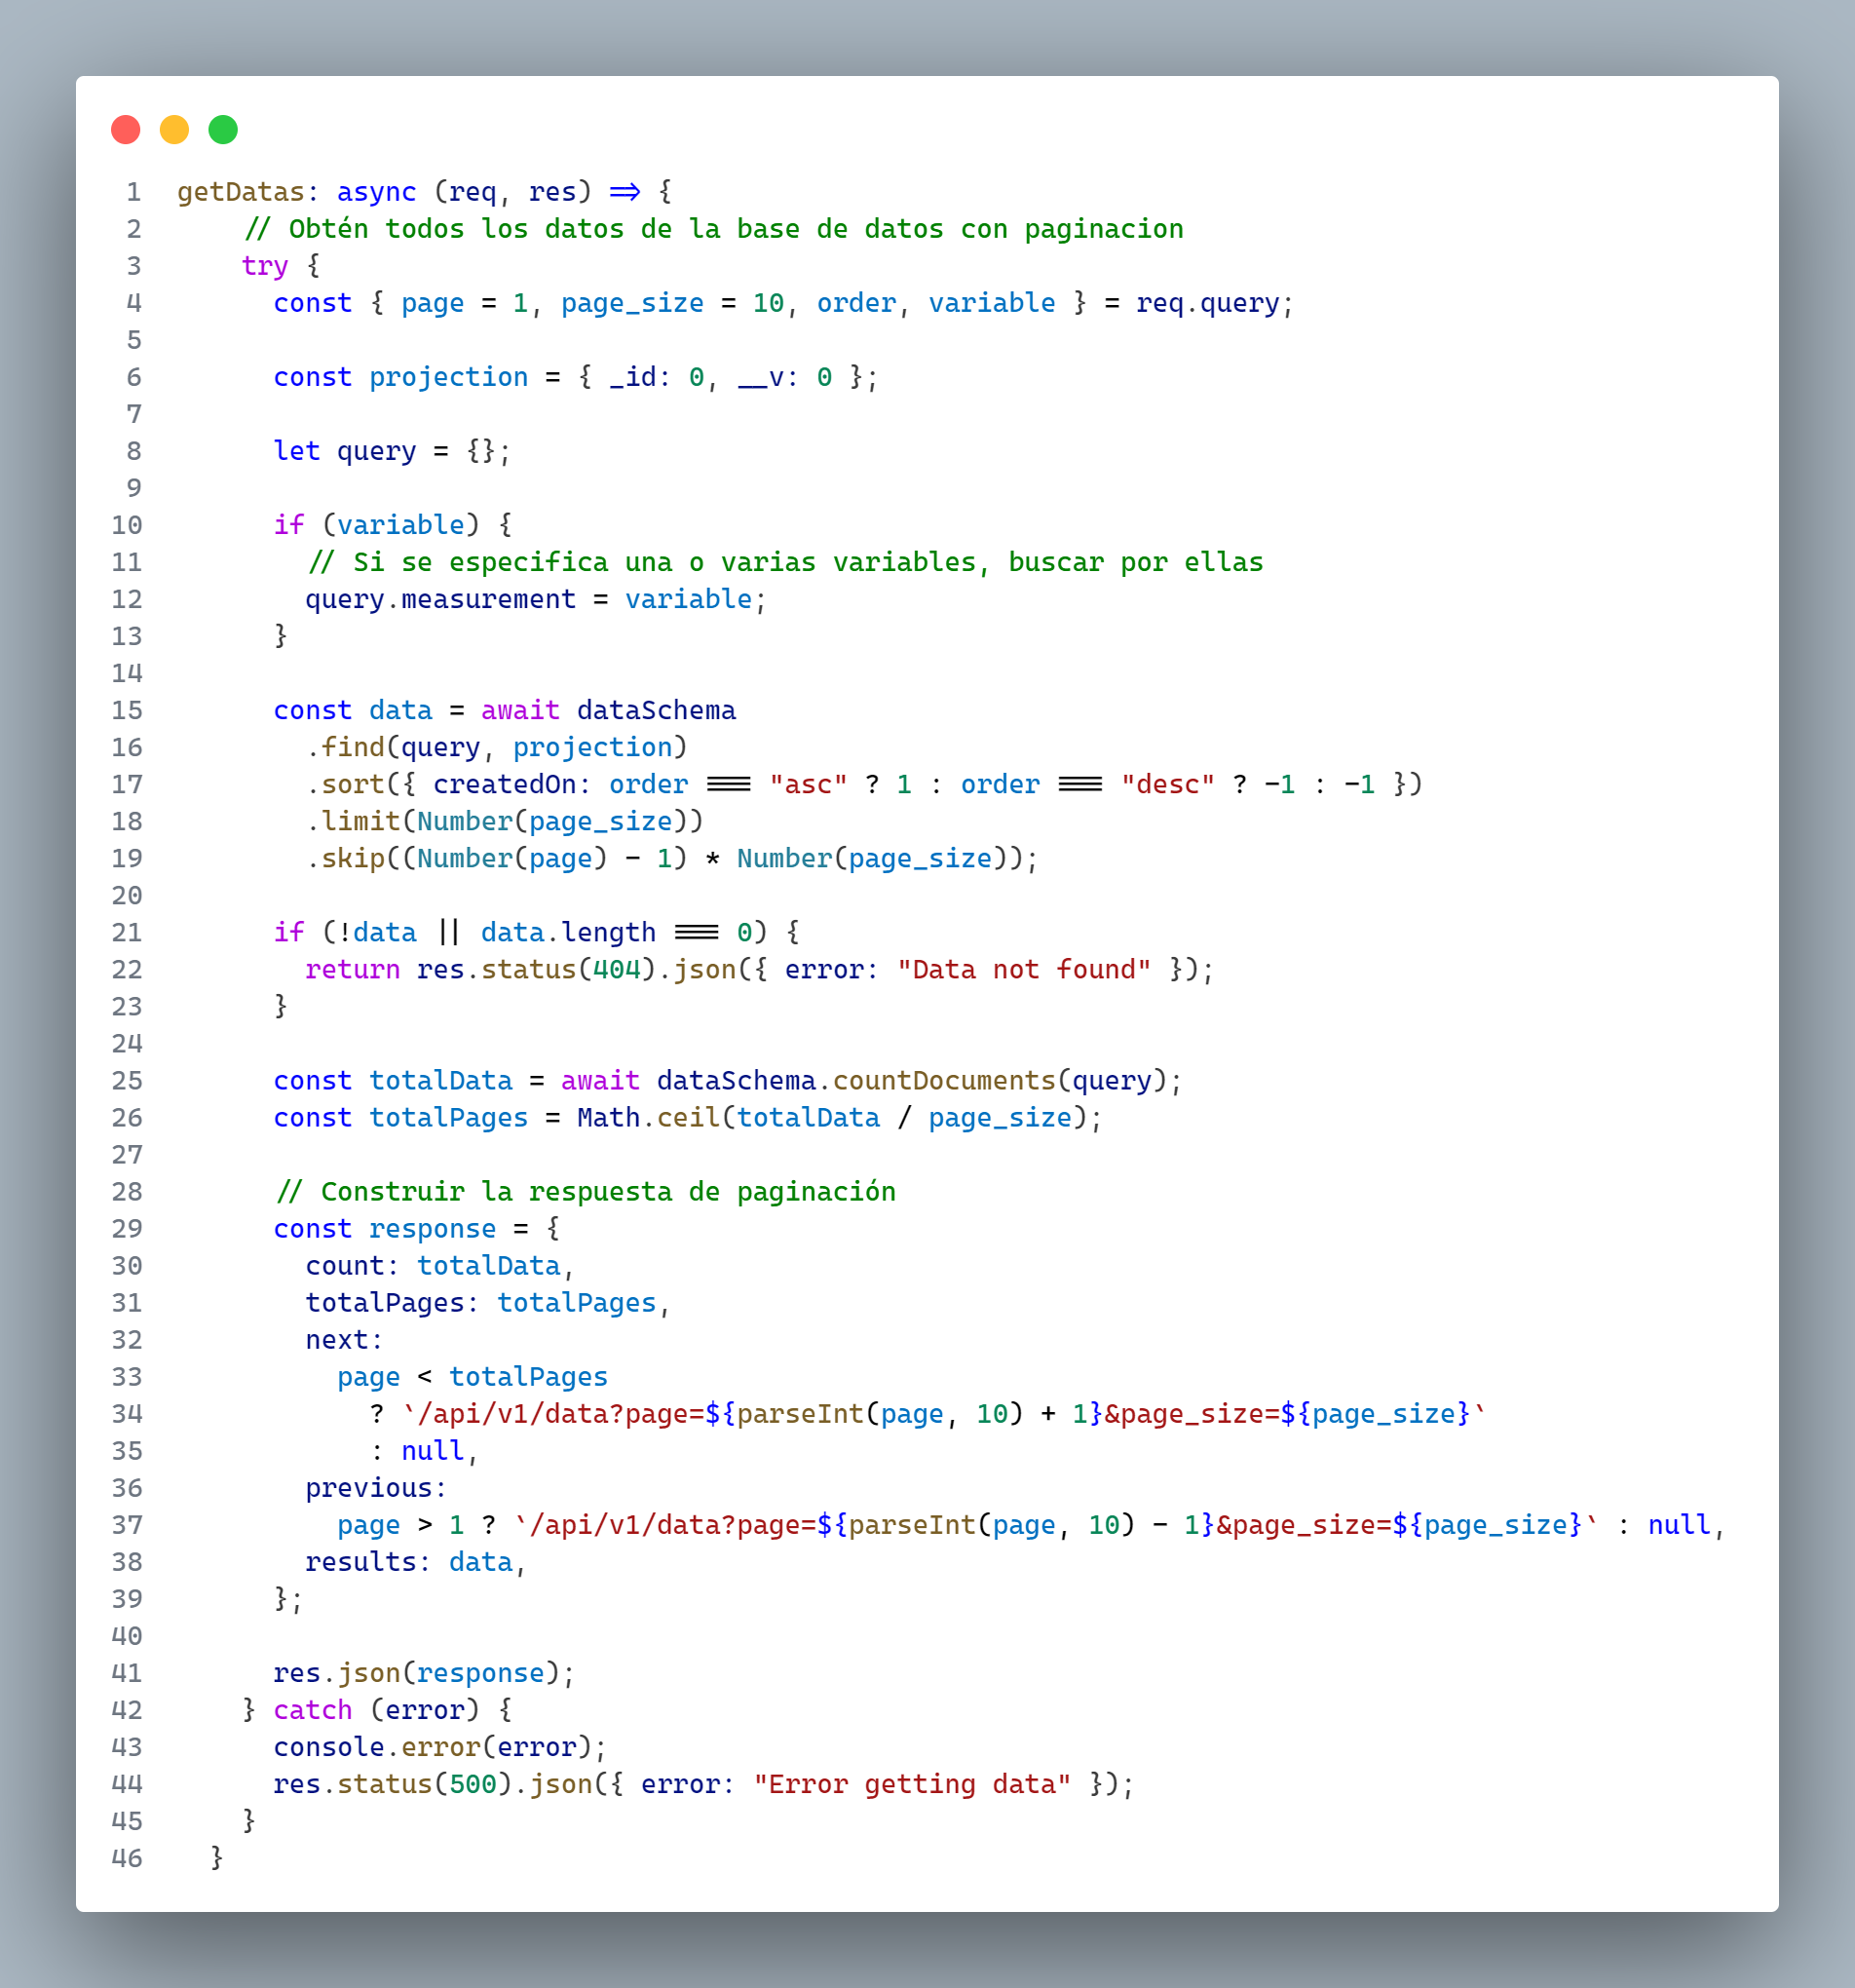 1 getDatas: async (req, res) => {
2 // Obtén todos los datos de la base de datos con paginacion
3 try {
4 const { page = 1, page_size = 10, order, variable } = req.query;
5
6 const projection = { _id: 0, __v: 0 };
7
8 let query = {};
9
10 if (variable) {
11 // Si se especifica una o varias variables, buscar por ellas
12 query.measurement = variable;
13 }
14
15 const data = await dataSchema
16 .find(query, projection)
17 .sort({ createdOn: order === "asc" ? 1 : order === "desc" ? -1 : -1 })
18 .limit(Number(page_size))
19 .skip((Number(page) - 1) * Number(page_size));
20
21 if (!data || data.length === 0) {
22 return res.status(404).json({ error: "Data not found" });
23 }
24
25 const totalData = await dataSchema.countDocuments(query);
26 const totalPages = Math.ceil(totalData / page_size);
27
28 // Construir la respuesta de paginación
29 const response = {
30 count: totalData,
31 totalPages: totalPages,
32 next:
33 page < totalPages
34 ? `/api/v1/data?page=${parseInt(page, 10) + 1}&page_size=${page_size}`
35 : null,
36 previous:
37 page > 1 ? `/api/v1/data?page=${parseInt(page, 10) - 1}&page_size=${page_size}` : null,
38 results: data,
39 };
40
41 res.json(response);
42 } catch (error) {
43 console.error(error);
44 res.status(500).json({ error: "Error getting data" });
45 }
46 }